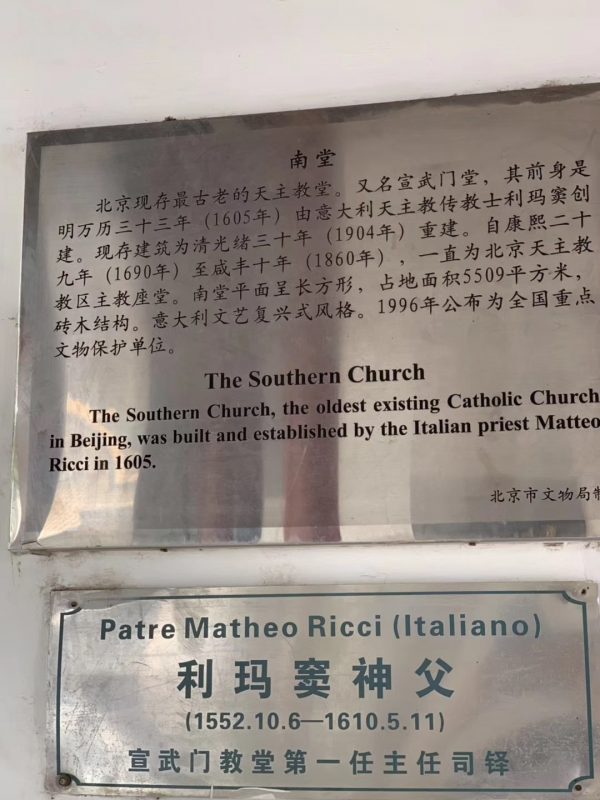 南堂
北京现存最古老的天主教堂。又名宣武门堂，其前身是
明万历三十三年（1605年）由意大利天主教传教士利玛窦创
建。现存建筑为清光绪三十年（1904年）重建。自康熙二十
九年（1690年）至咸丰十年（1860年），一直为北京天主教
教区主教座堂。南堂平面呈长方形，占地面积5509平方米，
砖木结构。意大利文艺复兴式风格。1996年公布为全国重点
文物保护单位。
The Southern Church
The Southern Church, the oldest existing Catholic Church
in Beijing, was built and established by the Italian priest Matteo
Ricci in 1605.
北京市文物局制
Patre Matheo Ricci (Italiano)
利玛窦神父
(1552.10.6—1610.5.11)
宣武门教堂第一任主任司铎